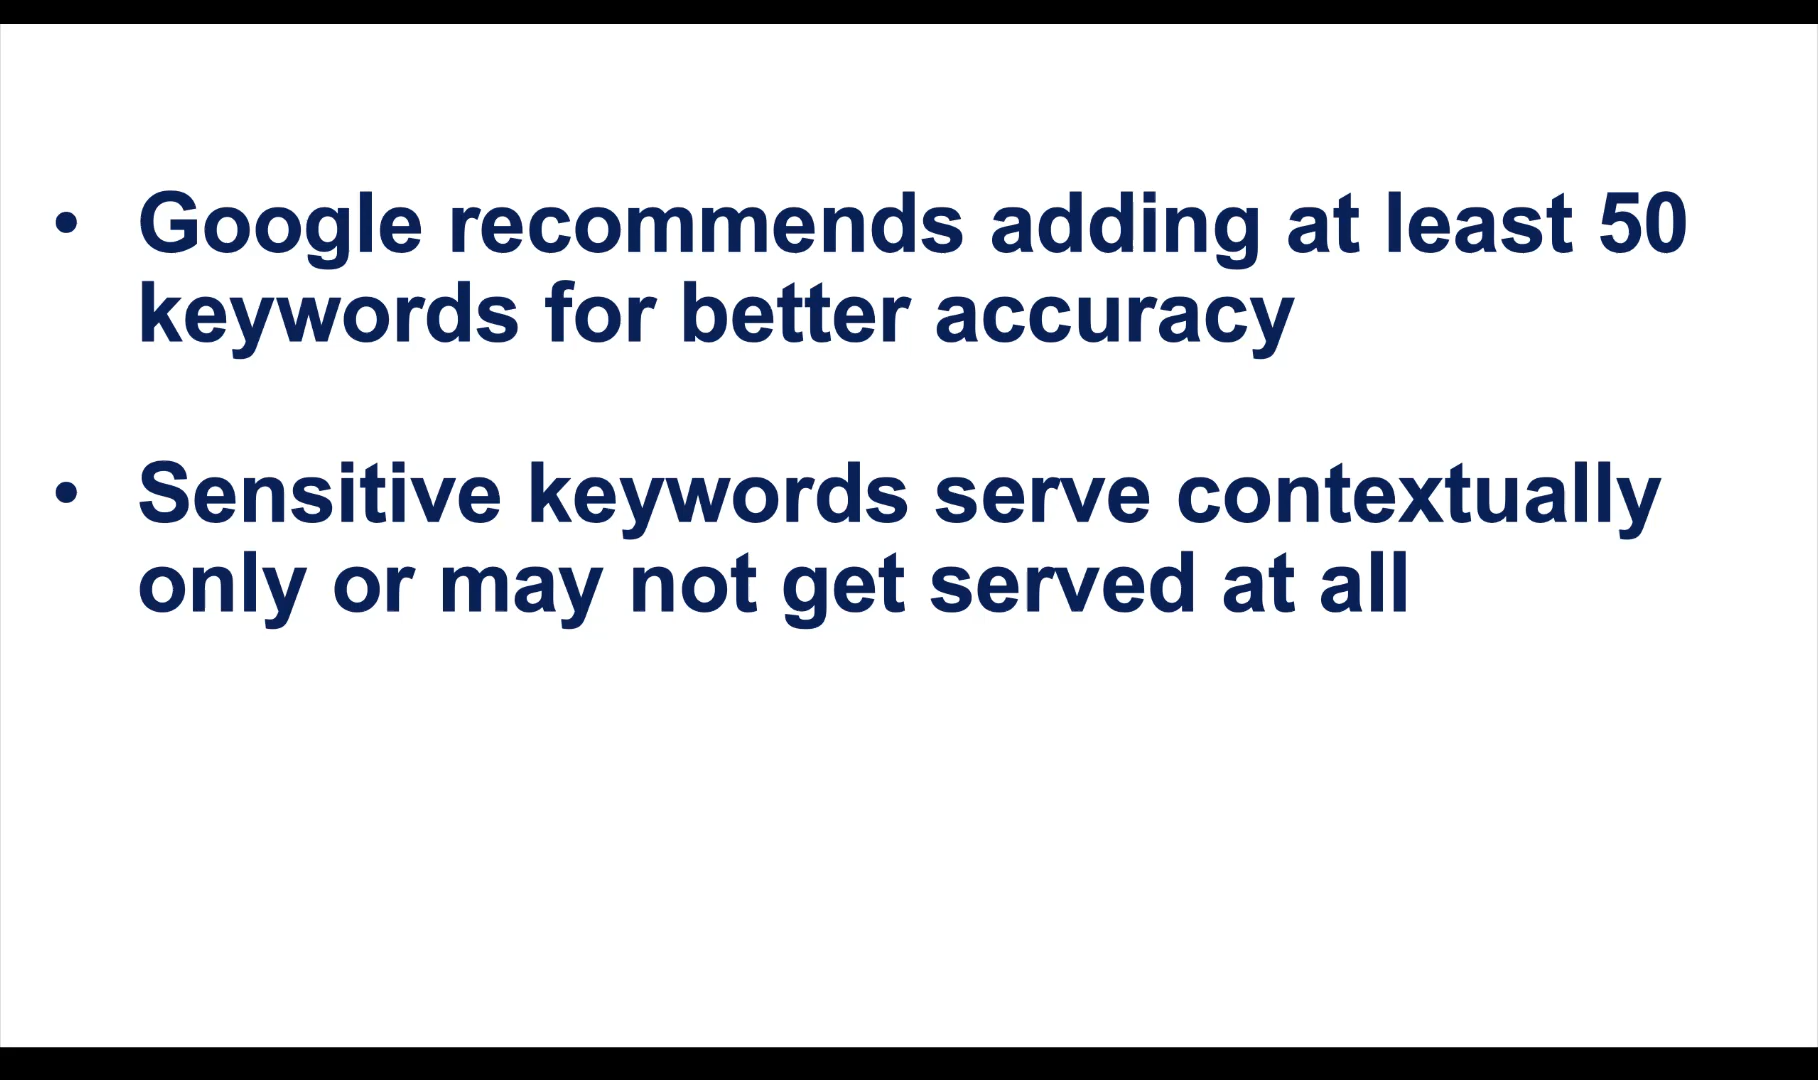 • Google recommends adding at least 50
keywords for better accuracy
• Sensitive keywords serve contextually
only or may not get served at all